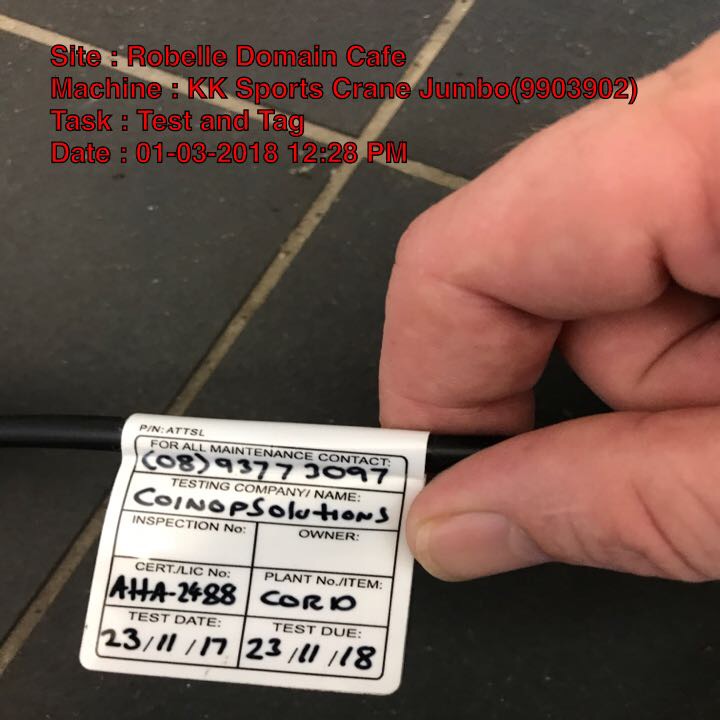 Site : Robelle Domain Cafe
Machine : KK Sports Crane Jumbo(9903902)
Task : Test and Tag
Date : 01-03-2018 12:28 PM
P/N: ATTSL
FOR ALL MAINTENANCE CONTACT:
(08) 9377 3097
TESTING COMPANY/ NAME:
COINOPSolutions
INSPECTION No: OWNER:
CERT./LIC No: PLANT No./ITEM:
AHA-2488 CORD
TEST DATE: TEST DUE:
23/11/17 23/11/18